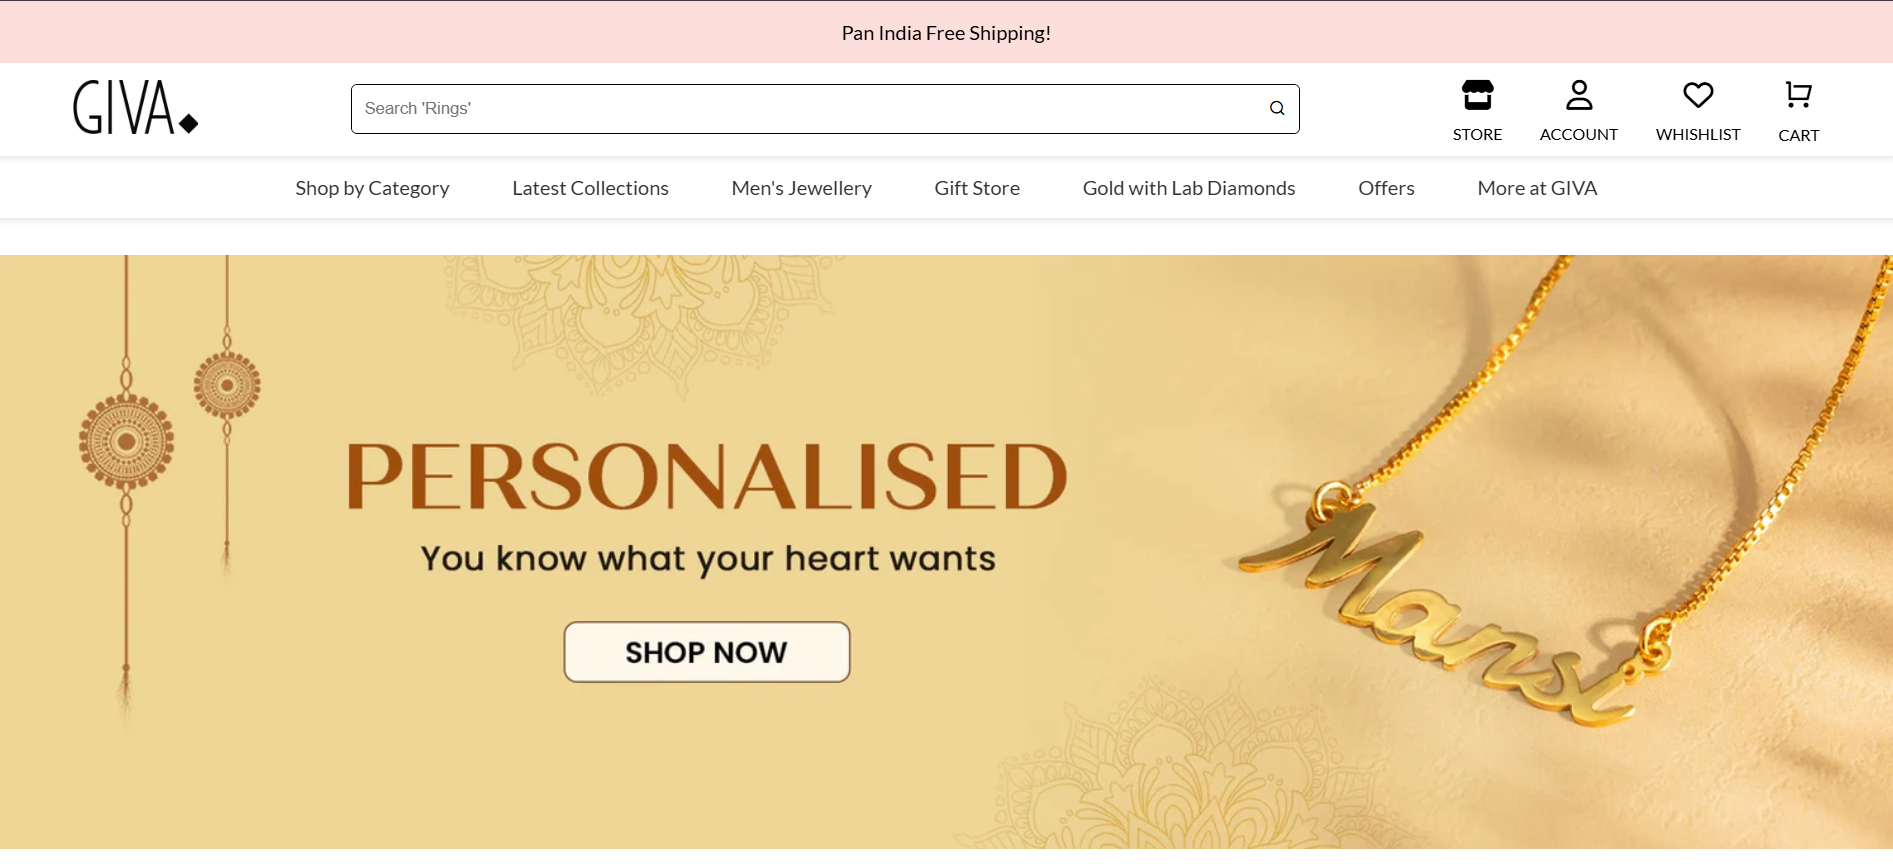 Pan India Free Shipping!
GIVA
Search 'Rings'
STORE ACCOUNT WHISHLIST CART
Shop by Category Latest Collections Men's Jewellery Gift Store Gold with Lab Diamonds Offers More at GIVA
PERSONALISED
You know what your heart wants
SHOP NOW
Mansi